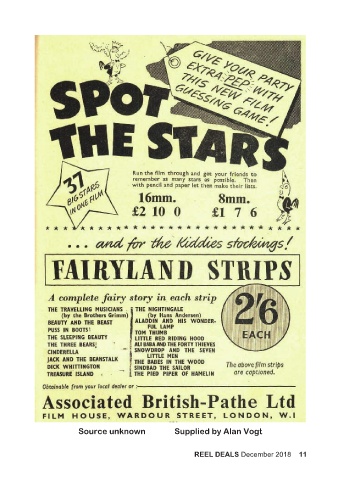 GIVE YOUR PARTY
EXTRA-PEP-WITH
THIS NEW FILM
GUESSING GAME!
SPOT
THE STARS
37
BIG STARS
IN ONE FILM
Run the film through and get your friends to
remember as many stars as possible. Then
with pencil and paper let them make their lists.
16mm. 8mm.
£2 10 0 £1 7 6
... and for the Kiddies stockings!
FAIRYLAND STRIPS
A complete fairy story in each strip
THE TRAVELLING MUSICIANS
(by the Brothers Grimm)
BEAUTY AND THE BEAST
PUSS IN BOOTS
THE SLEEPING BEAUTY
THE THREE BEARS
CINDERELLA
JACK AND THE BEANSTALK
DICK WHITTINGTON
TREASURE ISLAND
THE NIGHTINGALE
(by Hans Andersen)
ALADDIN AND HIS WONDER-
FUL LAMP
TOM THUMB
LITTLE RED RIDING HOOD
ALI BABA AND THE FORTY THIEVES
SNOWDROP AND THE SEVEN
LITTLE MEN
THE BABES IN THE WOOD
SINDBAD THE SAILOR
THE PIED PIPER OF HAMELIN
2/6
EACH
The above film strips
are captioned.
Obtainable from your local dealer or
Associated British-Pathe Ltd
FILM HOUSE, WARDOUR STREET, LONDON, W.I
Source unknown Supplied by Alan Vogt
REEL DEALS December 2018 11